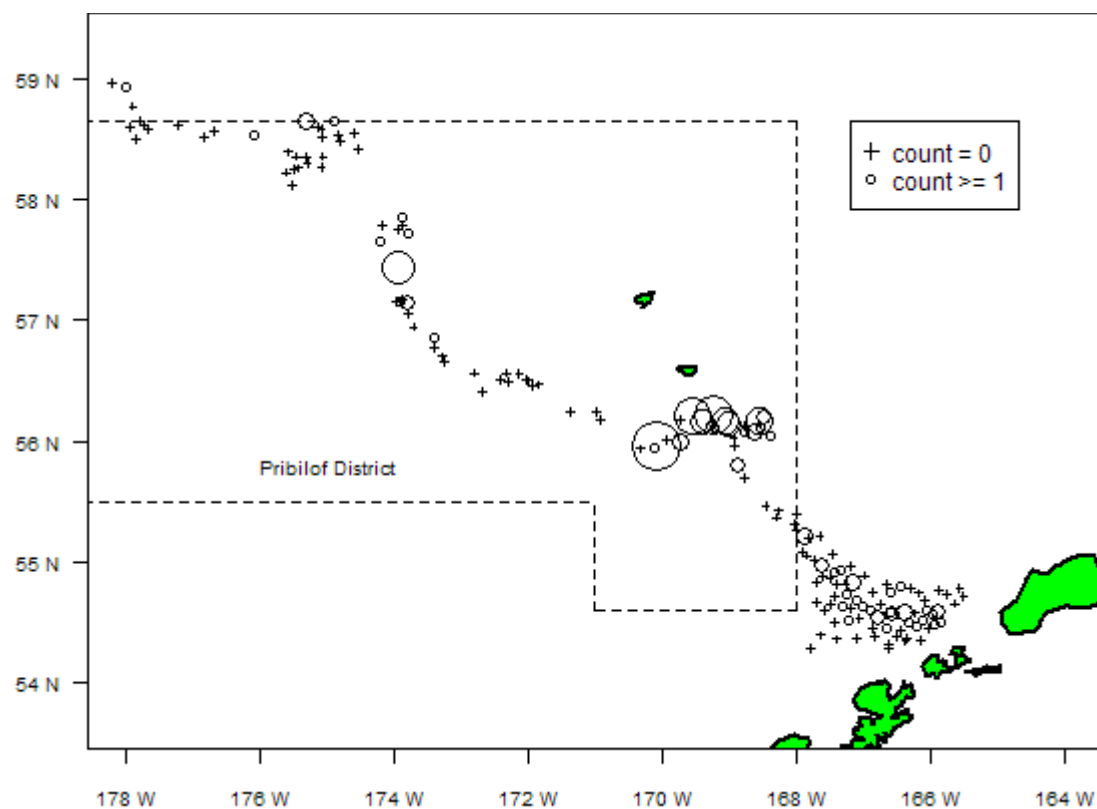 59 N
58 N
57 N
56 N
55 N
54 N
count = 0
count >= 1
Pribilof District
178 W 176 W 174 W 172 W 170 W 168 W 166 W 164 W